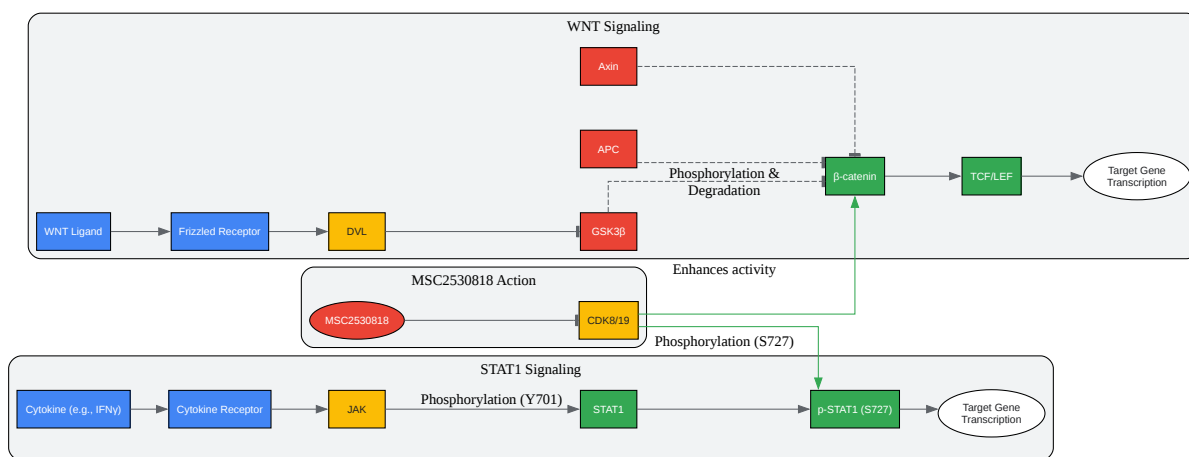 WNT Signaling
Axin
APC
Phosphorylation &
Degradation
β-catenin
TCF/LEF
Target Gene
Transcription
WNT Ligand
Frizzled Receptor
DVL
GSK3β
Enhances activity
MSC2530818 Action
MSC2530818
CDK8/19
Phosphorylation (S727)
STAT1 Signaling
Cytokine (e.g., IFNγ)
Cytokine Receptor
JAK
Phosphorylation (Y701)
STAT1
p-STAT1 (S727)
Target Gene
Transcription